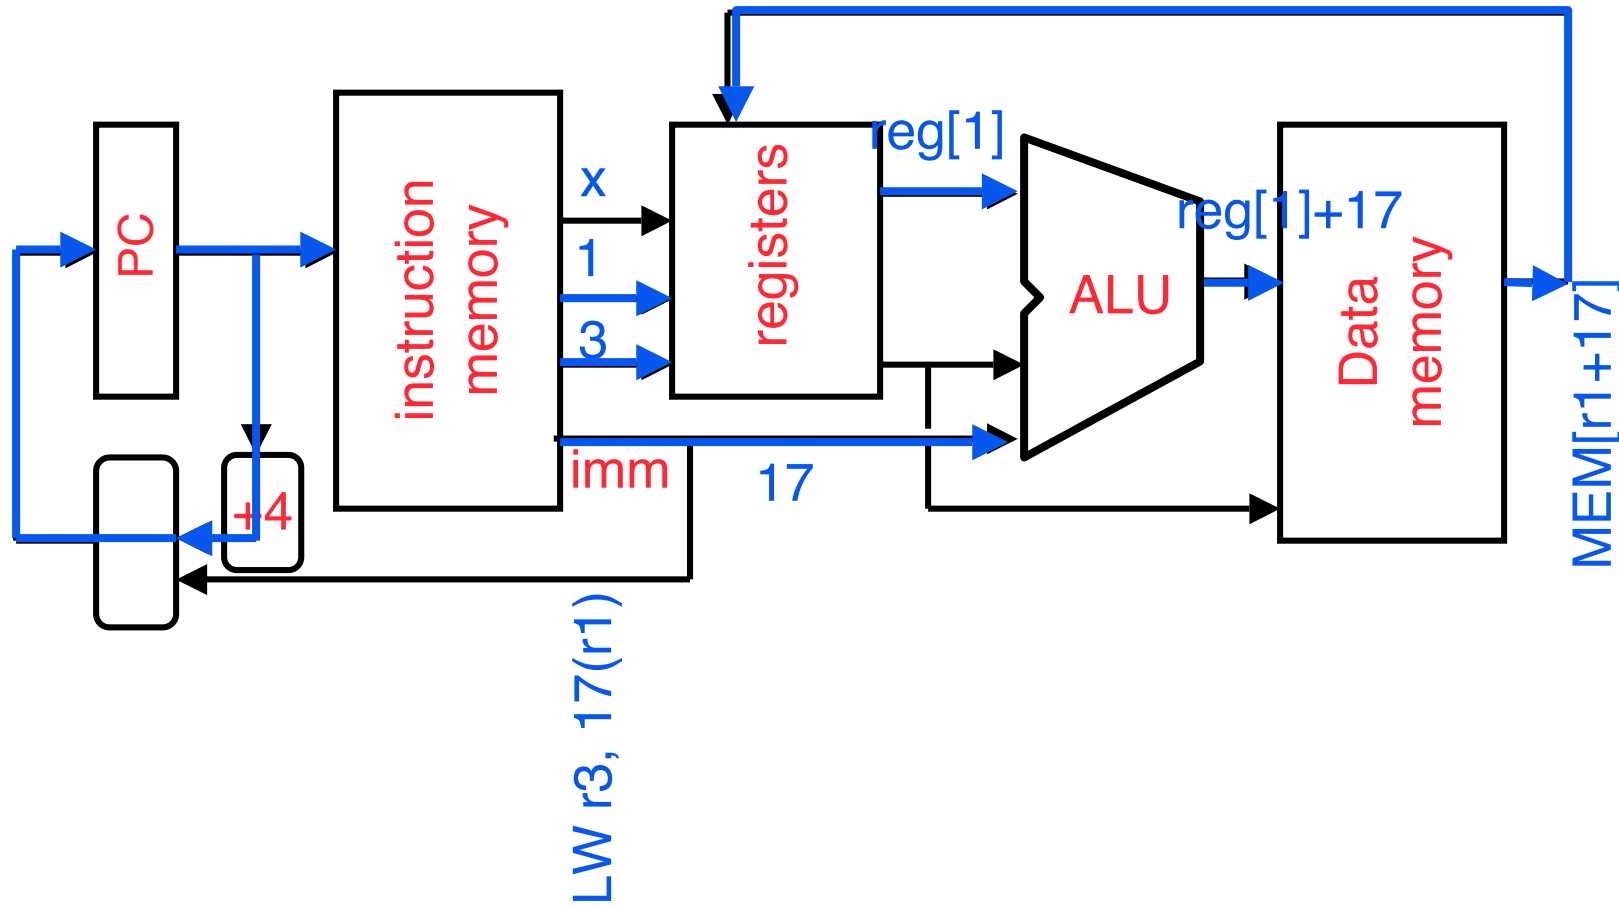 PC
+4
instruction
memory
x
1
3
imm
17
registers
reg[1]
ALU
reg[1]+17
Data
memory
MEM[r1+17]
LW r3, 17(r1)